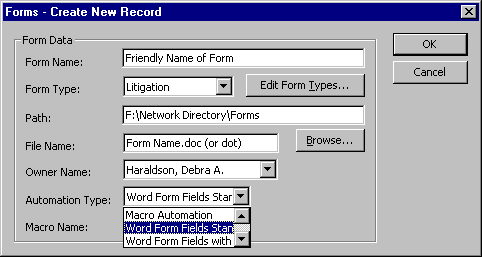 Forms - Create New Record
Form Data
Form Name: Friendly Name of Form
OK
Cancel
Form Type: Litigation Edit Form Types...
Path: F:\Network Directory\Forms
File Name: Form Name.doc (or dot) Browse...
Owner Name: Haraldson, Debra A.
Automation Type: Word Form Fields Star
Macro Automation
Macro Name: Word Form Fields Star
Word Form Fields with